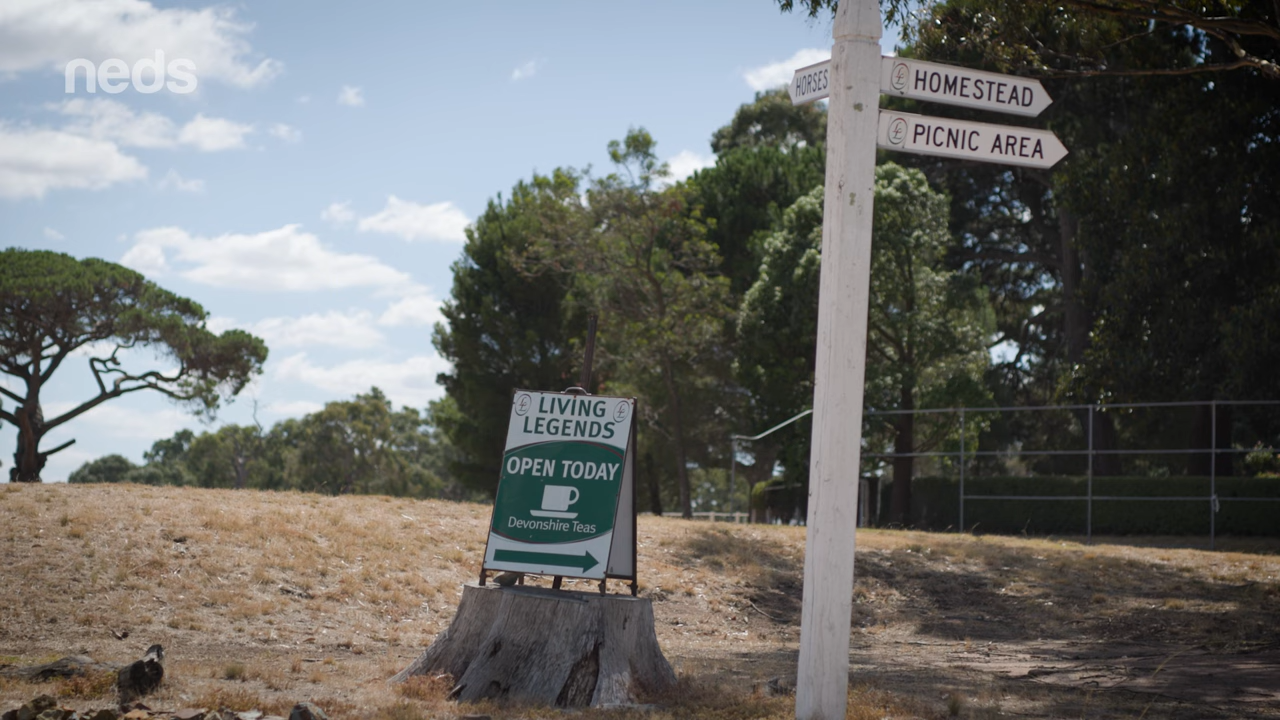 neds
HORSES
HOMESTEAD
PICNIC AREA
LIVING
LEGENDS
OPEN TODAY
Devonshire Teas